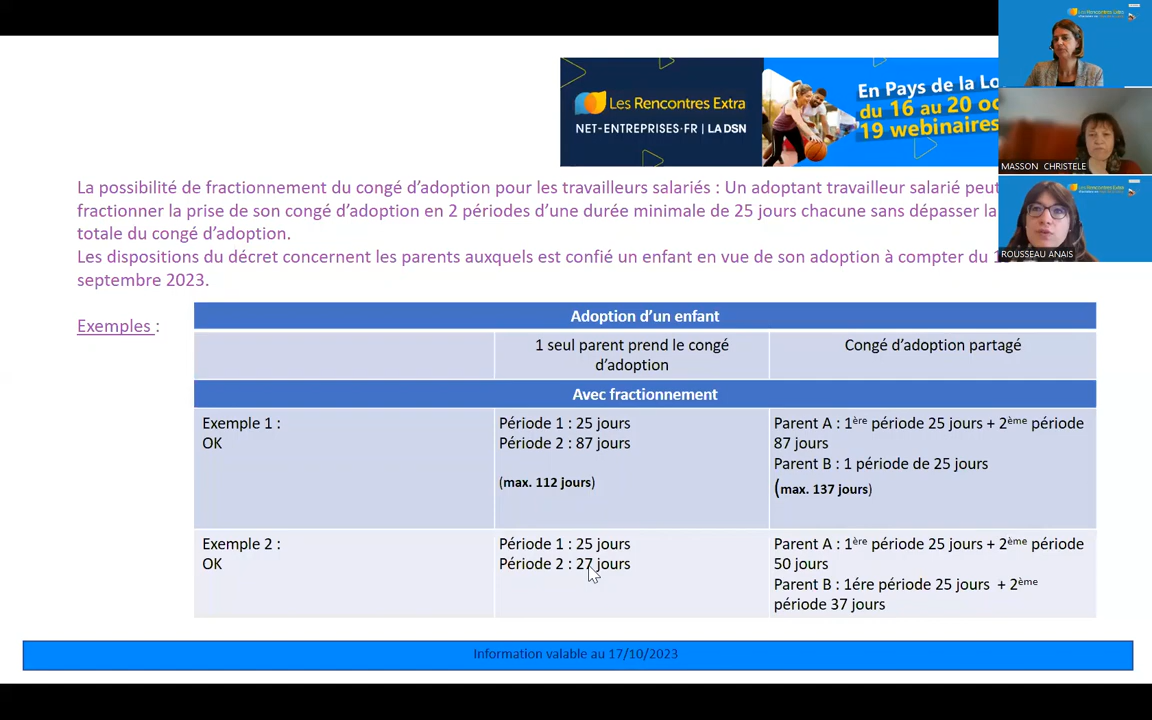 Les Rencontres Extra
NET-ENTREPRISES·FR | LA DSN
En Pays de la Lo
du 16 au 20 oc
19 webinaires
Les Rencontres Extra
MASSON CHRISTELE
Les Rencontres Extra
ROUSSEAU ANAIS
La possibilité de fractionnement du congé d’adoption pour les travailleurs salariés : Un adoptant travailleur salarié peut
fractionner la prise de son congé d’adoption en 2 périodes d’une durée minimale de 25 jours chacune sans dépasser la
totale du congé d’adoption.
Les dispositions du décret concernent les parents auxquels est confié un enfant en vue de son adoption à compter du
septembre 2023.
Exemples :
Adoption d’un enfant
1 seul parent prend le congé
d’adoption
Congé d’adoption partagé
Avec fractionnement
Exemple 1 :
OK
Période 1 : 25 jours
Période 2 : 87 jours
(max. 112 jours)
Parent A : 1ère période 25 jours + 2ème période
87 jours
Parent B : 1 période de 25 jours
(max. 137 jours)
Exemple 2 :
OK
Période 1 : 25 jours
Période 2 : 27 jours
Parent A : 1ère période 25 jours + 2ème période
50 jours
Parent B : 1ére période 25 jours + 2ème
période 37 jours
Information valable au 17/10/2023